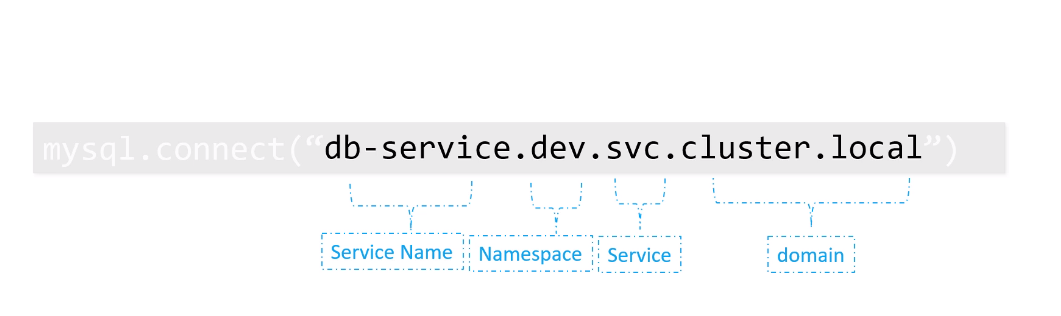 mysql.connect(“db-service.dev.svc.cluster.local”)
Service Name
Namespace
Service
domain